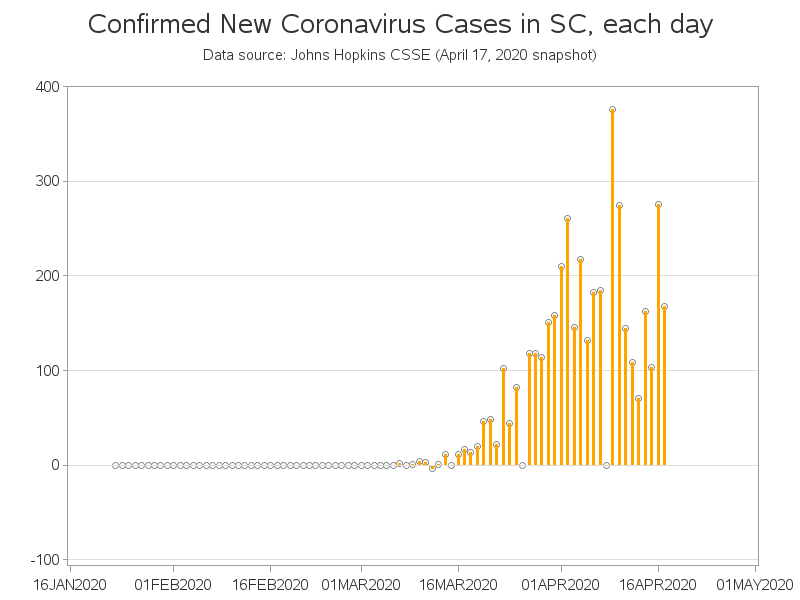 Confirmed New Coronavirus Cases in SC, each day
Data source: Johns Hopkins CSSE (April 17, 2020 snapshot)
400
300
200
100
0
-100
16JAN2020 01FEB2020 16FEB2020 01MAR2020 16MAR2020 01APR2020 16APR2020 01MAY2020